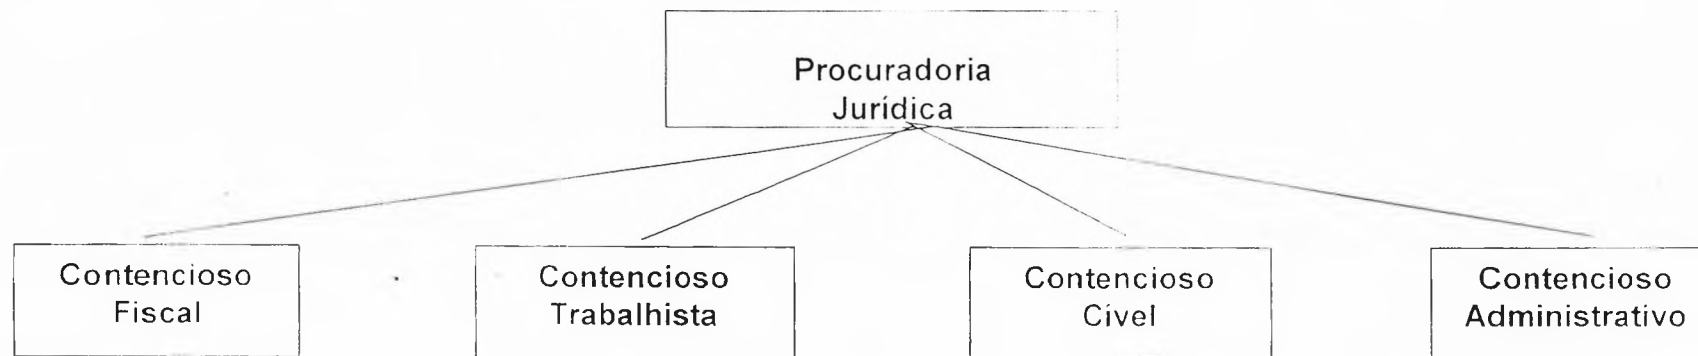 Procuradoria
Jurídica
Contencioso
Fiscal
Contencioso
Trabalhista
Contencioso
Cível
Contencioso
Administrativo